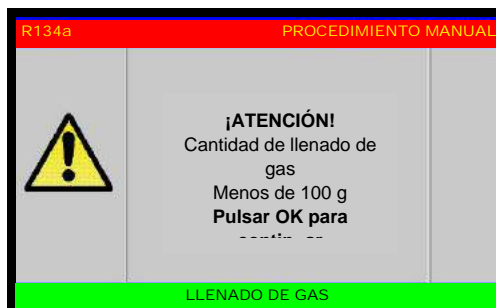 R134a PROCEDIMIENTO MANUAL
¡ATENCIÓN!
Cantidad de llenado de
gas
Menos de 100 g
Pulsar OK para
LLENADO DE GAS